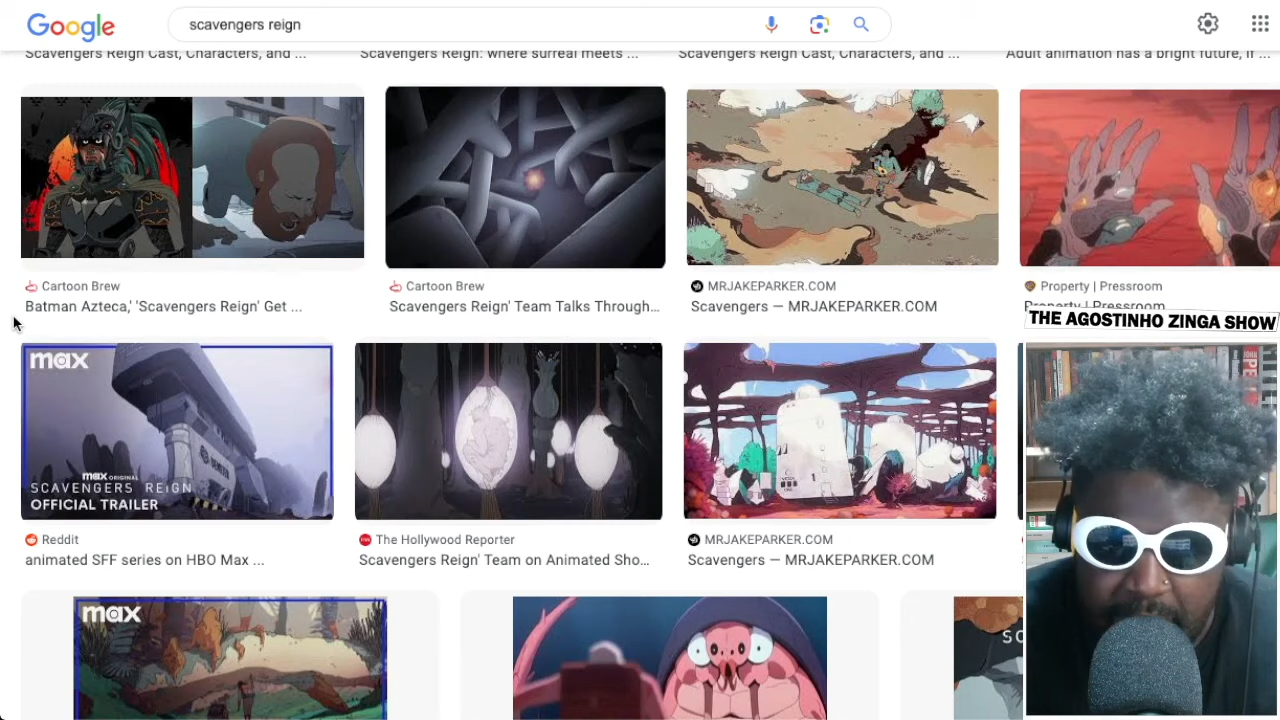 Google
scavengers reign
Scavengers Reign Cast, Characters, and ...
Scavengers Reign: where surreal meets ...
Scavengers Reign Cast, Characters, and ...
Adult animation has a bright future, if ...
Cartoon Brew
Batman Azteca,' 'Scavengers Reign' Get ...
Cartoon Brew
Scavengers Reign' Team Talks Through...
MRJAKEPARKER.COM
Scavengers — MRJAKEPARKER.COM
Property | Pressroom
Property | Pressroom
THE AGOSTINHO ZINGA SHOW
max
max ORIGINAL
SCAVENGERS REIGN
OFFICIAL TRAILER
Reddit
animated SFF series on HBO Max ...
The Hollywood Reporter
Scavengers Reign' Team on Animated Sho...
MRJAKEPARKER.COM
Scavengers — MRJAKEPARKER.COM
max